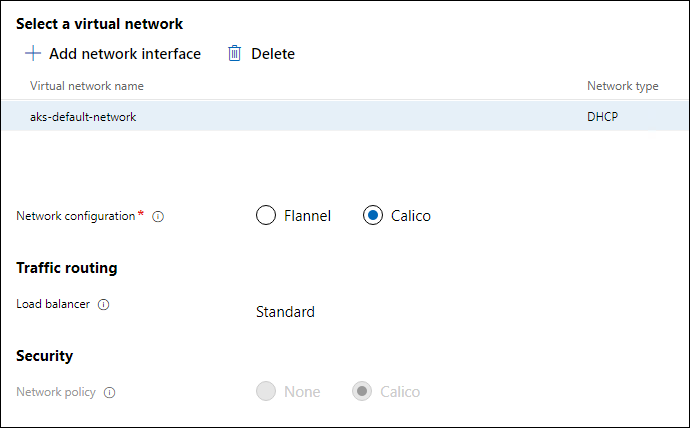 Select a virtual network
Add network interface Delete
Virtual network name Network type
aks-default-network DHCP
Network configuration* Flannel Calico
Traffic routing
Load balancer Standard
Security
Network policy None Calico